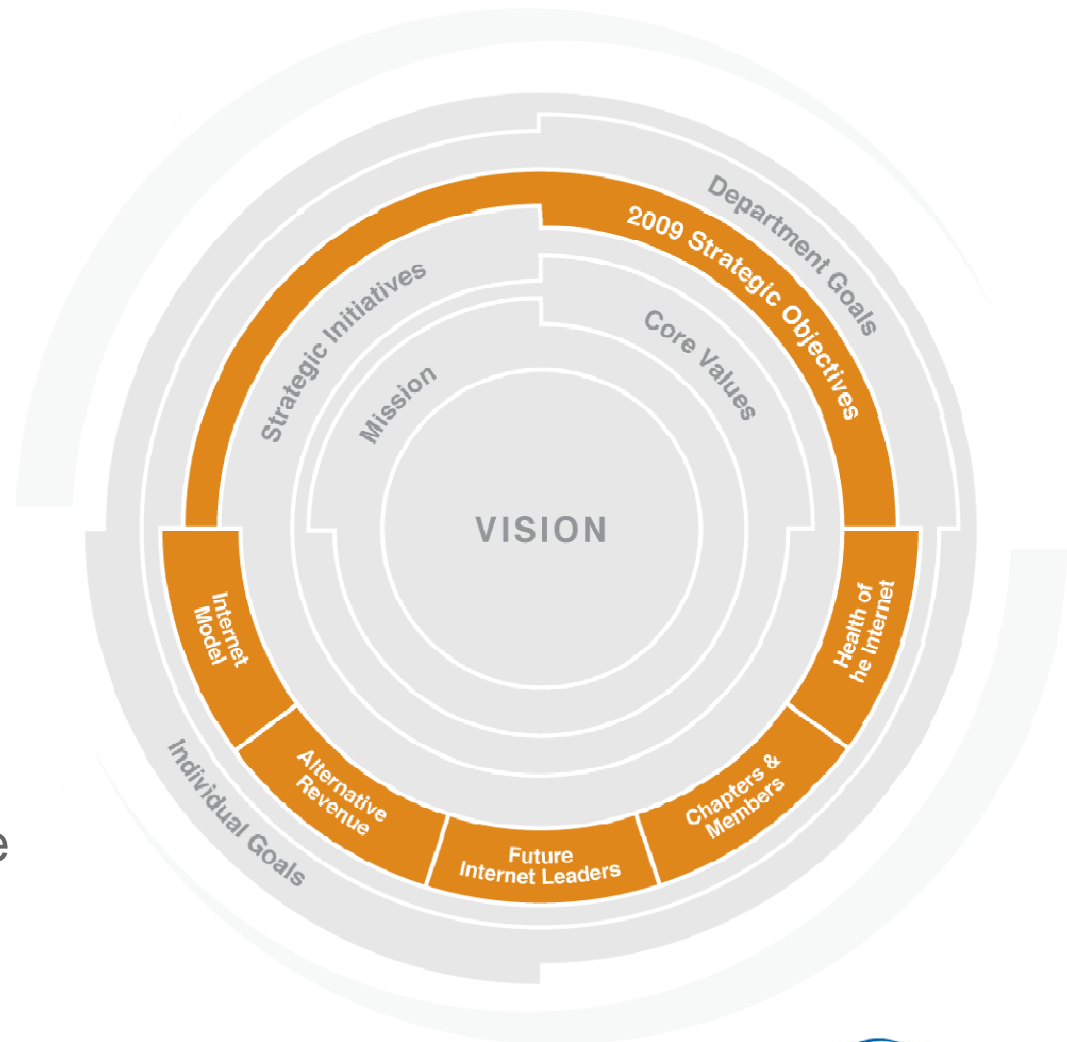 Department Goals
2009 Strategic Objectives
Strategic Initiatives
Core Values
Mission
VISION
Internet
Model
Alternative
Revenue
Future
Internet Leaders
Chapters &
Members
Health of
he Internet
Individual Goals
e